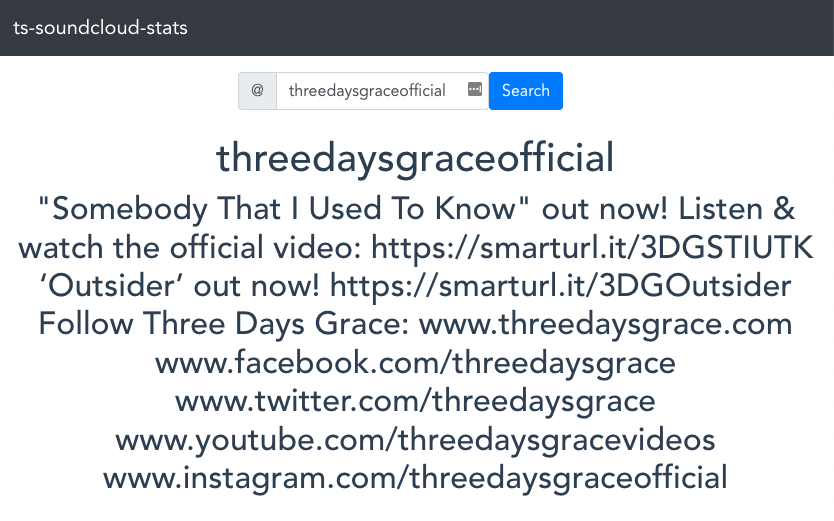 ts-soundcloud-stats
@ threedaysgraceofficial Search
threedaysgraceofficial
"Somebody That I Used To Know" out now! Listen &
watch the official video: https://smarturl.it/3DGSTIUTK
‘Outsider’ out now! https://smarturl.it/3DGOutsider
Follow Three Days Grace: www.threedaysgrace.com
www.facebook.com/threedaysgrace
www.twitter.com/threedaysgrace
www.youtube.com/threedaysgracevideos
www.instagram.com/threedaysgraceofficial